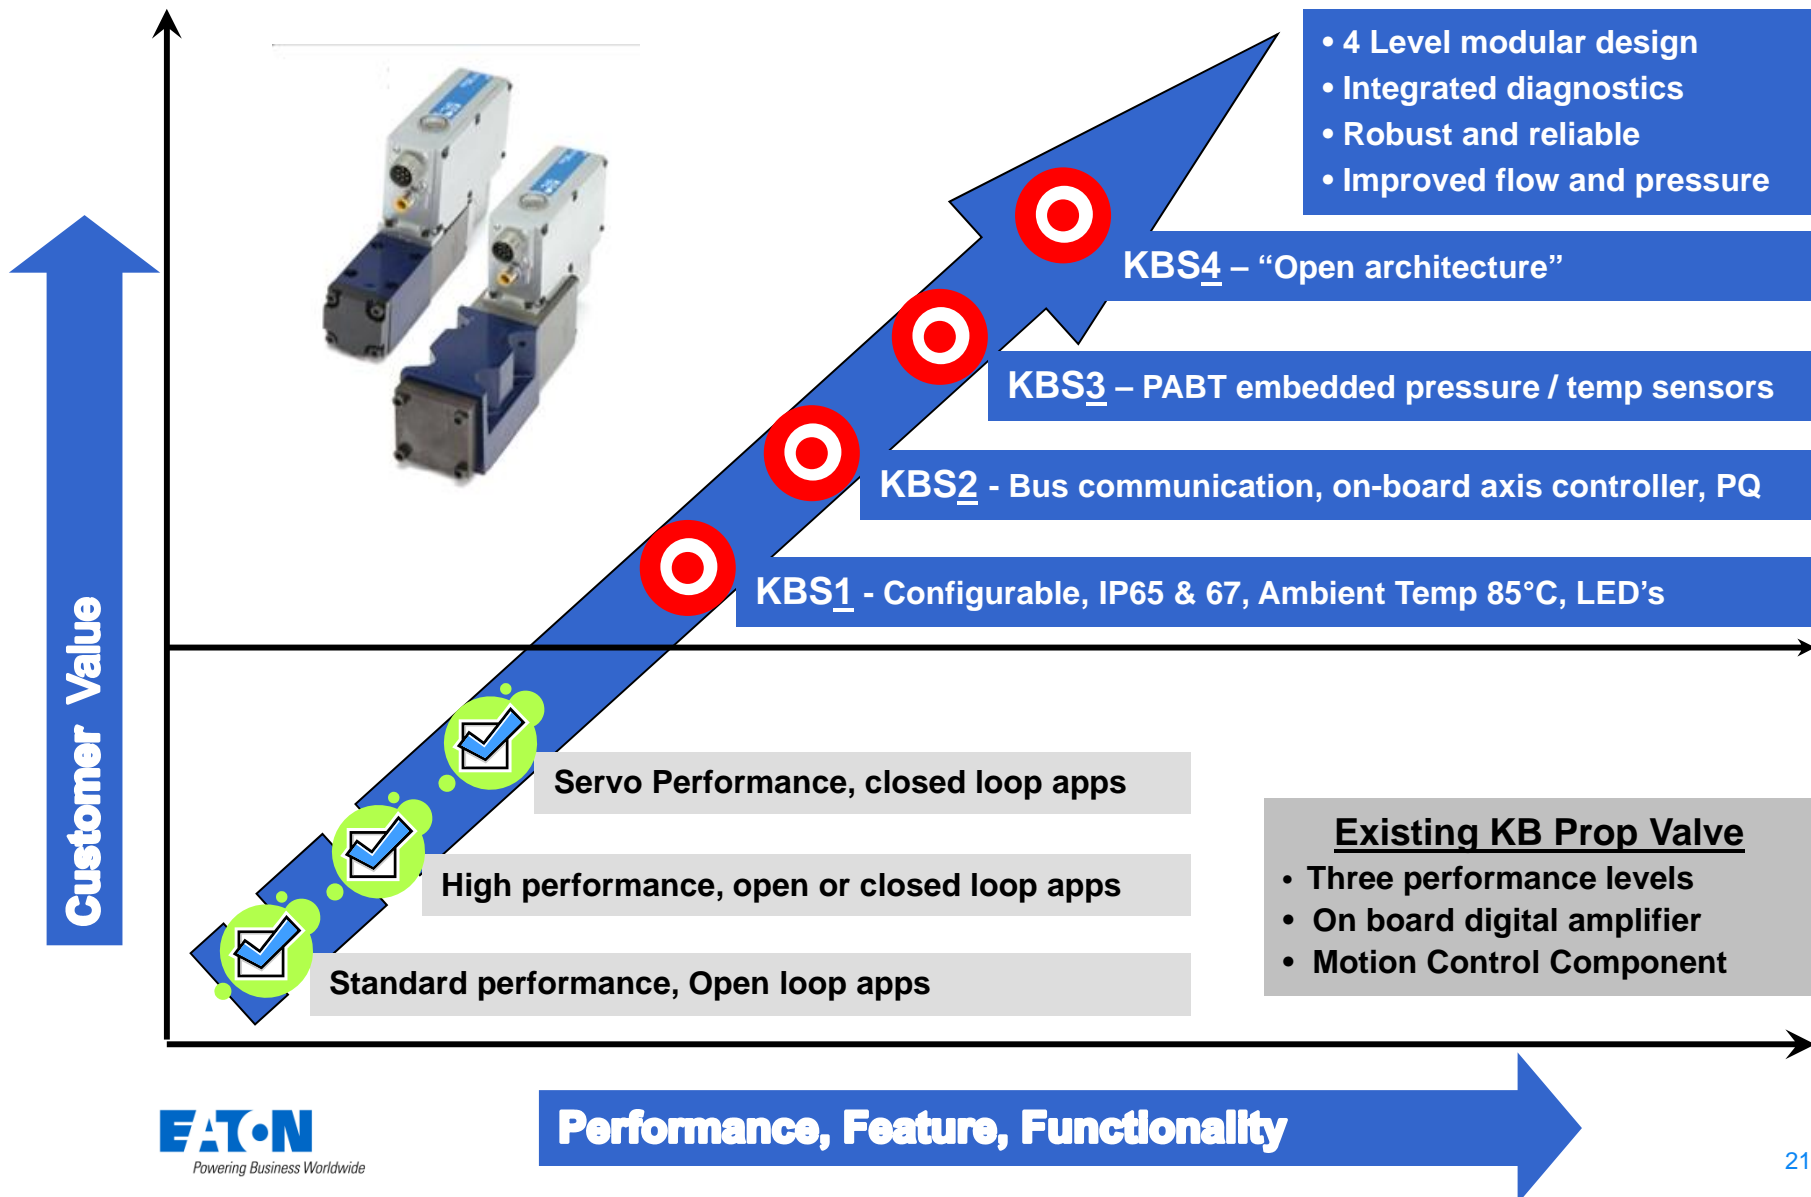 • 4 Level modular design
• Integrated diagnostics
• Robust and reliable
• Improved flow and pressure
KBS4 – “Open architecture”
KBS3 – PABT embedded pressure / temp sensors
KBS2 - Bus communication, on-board axis controller, PQ
KBS1 - Configurable, IP65 & 67, Ambient Temp 85°C, LED’s
Customer Value
Servo Performance, closed loop apps
High performance, open or closed loop apps
Standard performance, Open loop apps
Existing KB Prop Valve
• Three performance levels
• On board digital amplifier
• Motion Control Component
Performance, Feature, Functionality
EATON
Powering Business Worldwide
21